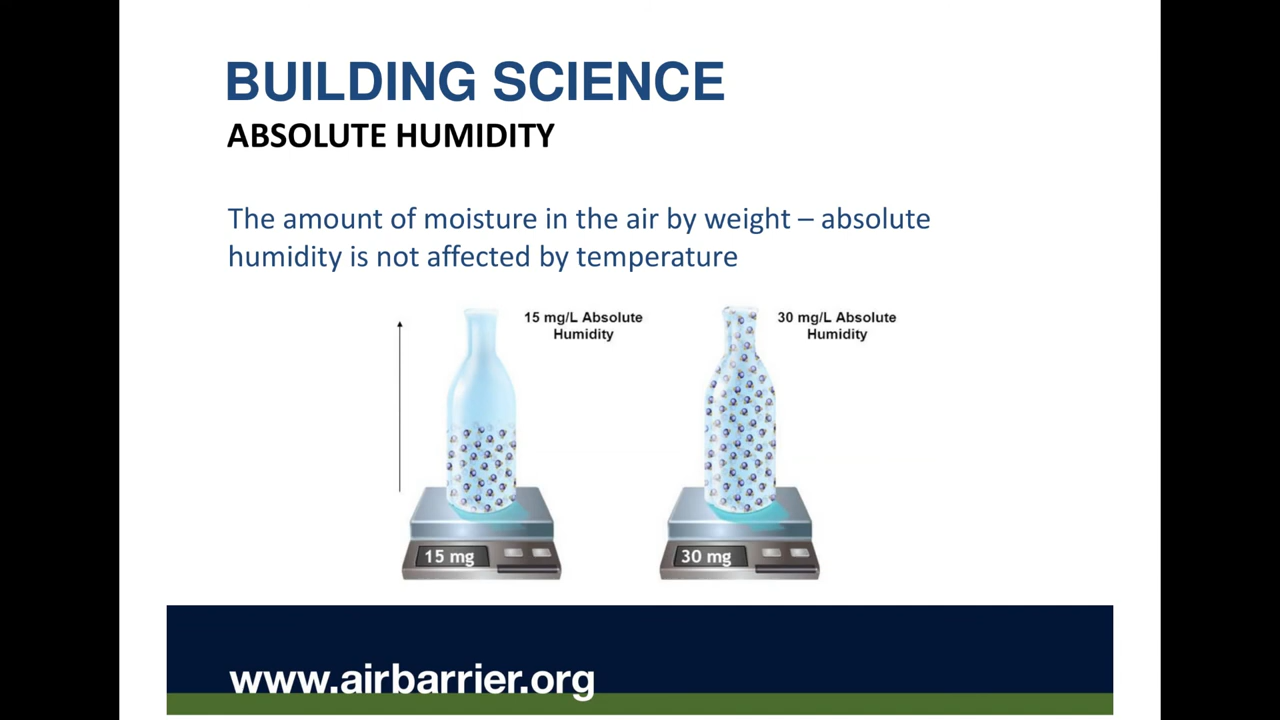 BUILDING SCIENCE
ABSOLUTE HUMIDITY
The amount of moisture in the air by weight – absolute
humidity is not affected by temperature
15 mg/L Absolute
Humidity
30 mg/L Absolute
Humidity
15 mg
30 mg
www.airbarrier.org